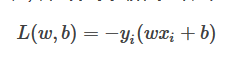 L(w, b) = −y_i(wx_i + b)